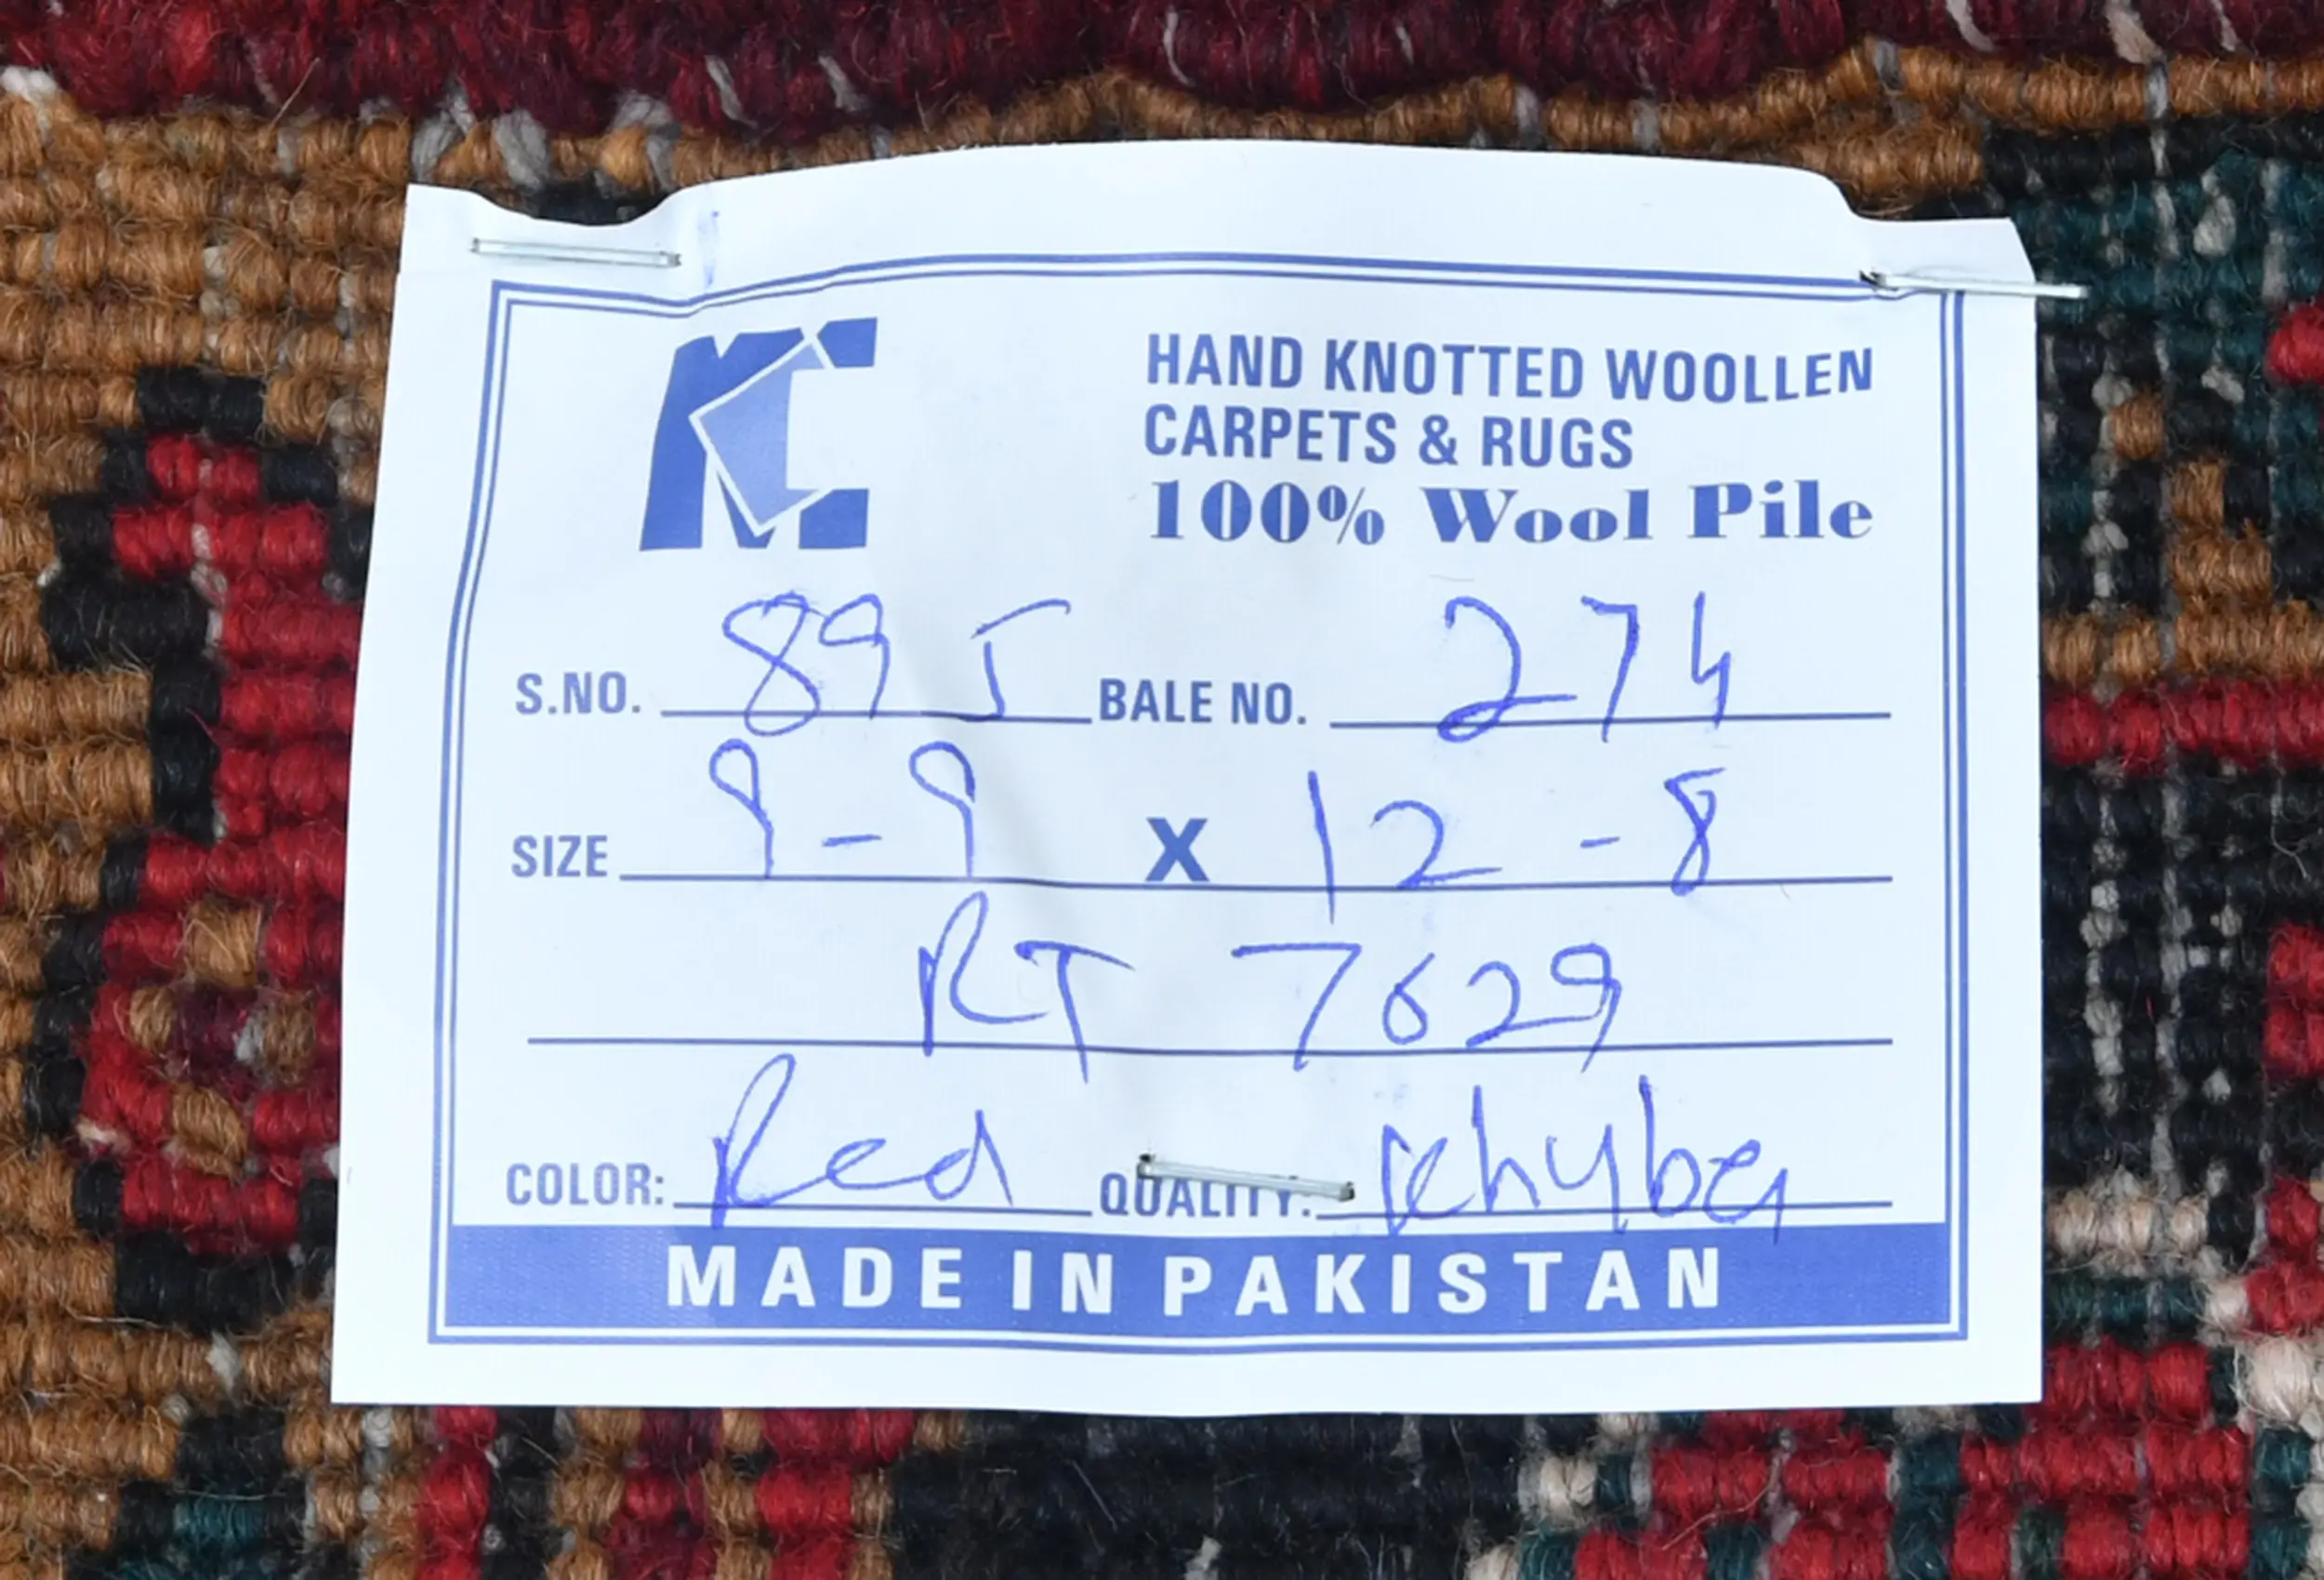 MC
HAND KNOTTED WOOLLEN
CARPETS & RUGS
100% Wool Pile
S.NO. 895 BALE NO. 274
SIZE 9-9 X 12-8
RT 7629
COLOR: Red QUALITY: Khyber
MADE IN PAKISTAN